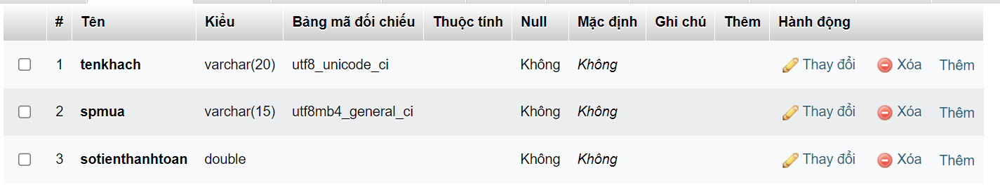 # Tên Kiểu Bảng mã đối chiếu Thuộc tính Null Mặc định Ghi chú Thêm Hành động
1 tenkhach varchar(20) utf8_unicode_ci Không Không Thay đổi Xóa Thêm
2 spmua varchar(15) utf8mb4_general_ci Không Không Thay đổi Xóa Thêm
3 sotienthanhtoan double Không Không Thay đổi Xóa Thêm